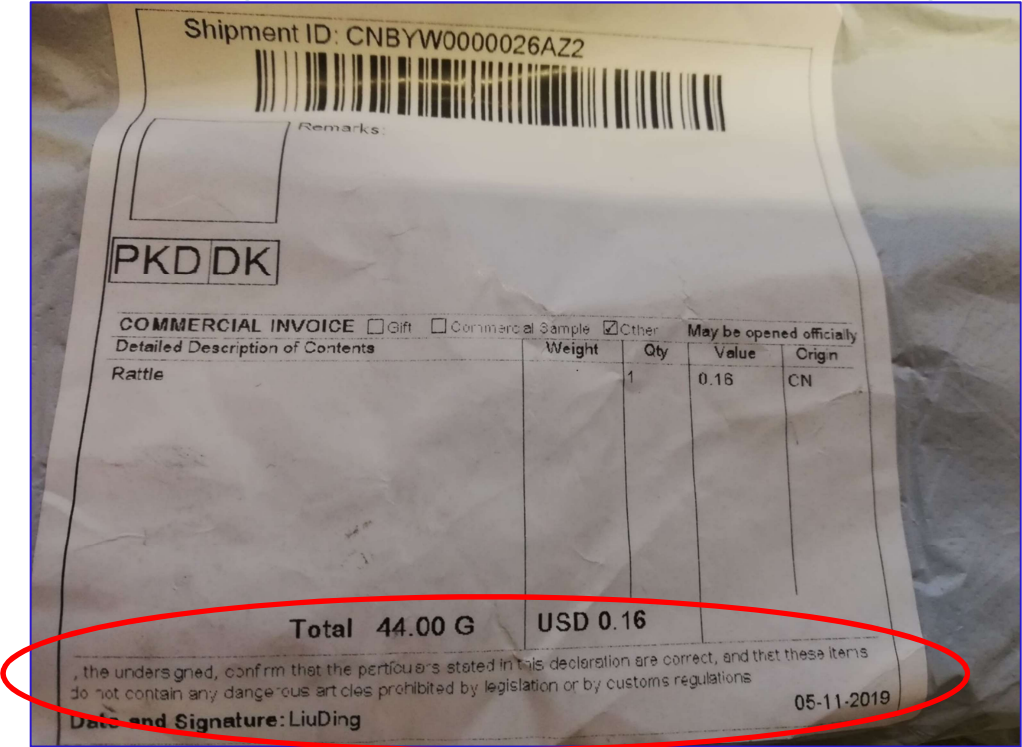 Shipment ID: CNBYW0000026AZ2
Remarks:
PKD DK
COMMERCIAL INVOICE Gift Commercial Sample Other May be opened officially
Detailed Description of Contents Weight Qty Value Origin
Rattle 1 0.16 CN
Total 44.00 G USD 0.16
, the undersigned, confirm that the particulars stated in this declaration are correct, and that these items
do not contain any dangerous articles prohibited by legislation or by customs regulations
05-11-2019
Date and Signature: LiuDing